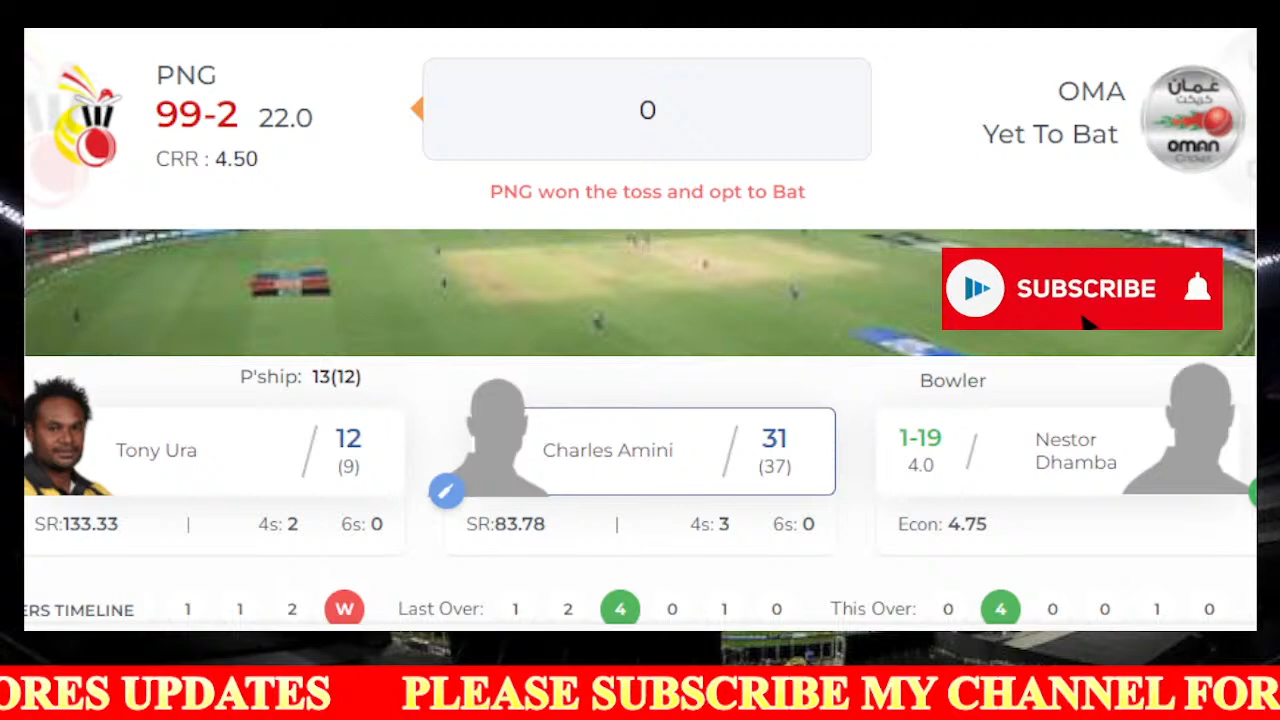 PNG
99-2 22.0
CRR : 4.50
0
PNG won the toss and opt to Bat
OMA
Yet To Bat
عمان
كريكت
OMAN
Cricket
SUBSCRIBE
P'ship: 13(12)
Tony Ura / 12
(9)
SR:133.33 | 4s: 2 6s: 0
Charles Amini / 31
(37)
SR:83.78 | 4s: 3 6s: 0
Bowler
1-19
4.0 / Nestor
Dhamba
Econ: 4.75
ERS TIMELINE 1 1 2 W Last Over: 1 2 4 0 1 0 This Over: 0 4 0 0 1 0
ORES UPDATES PLEASE SUBSCRIBE MY CHANNEL FOR